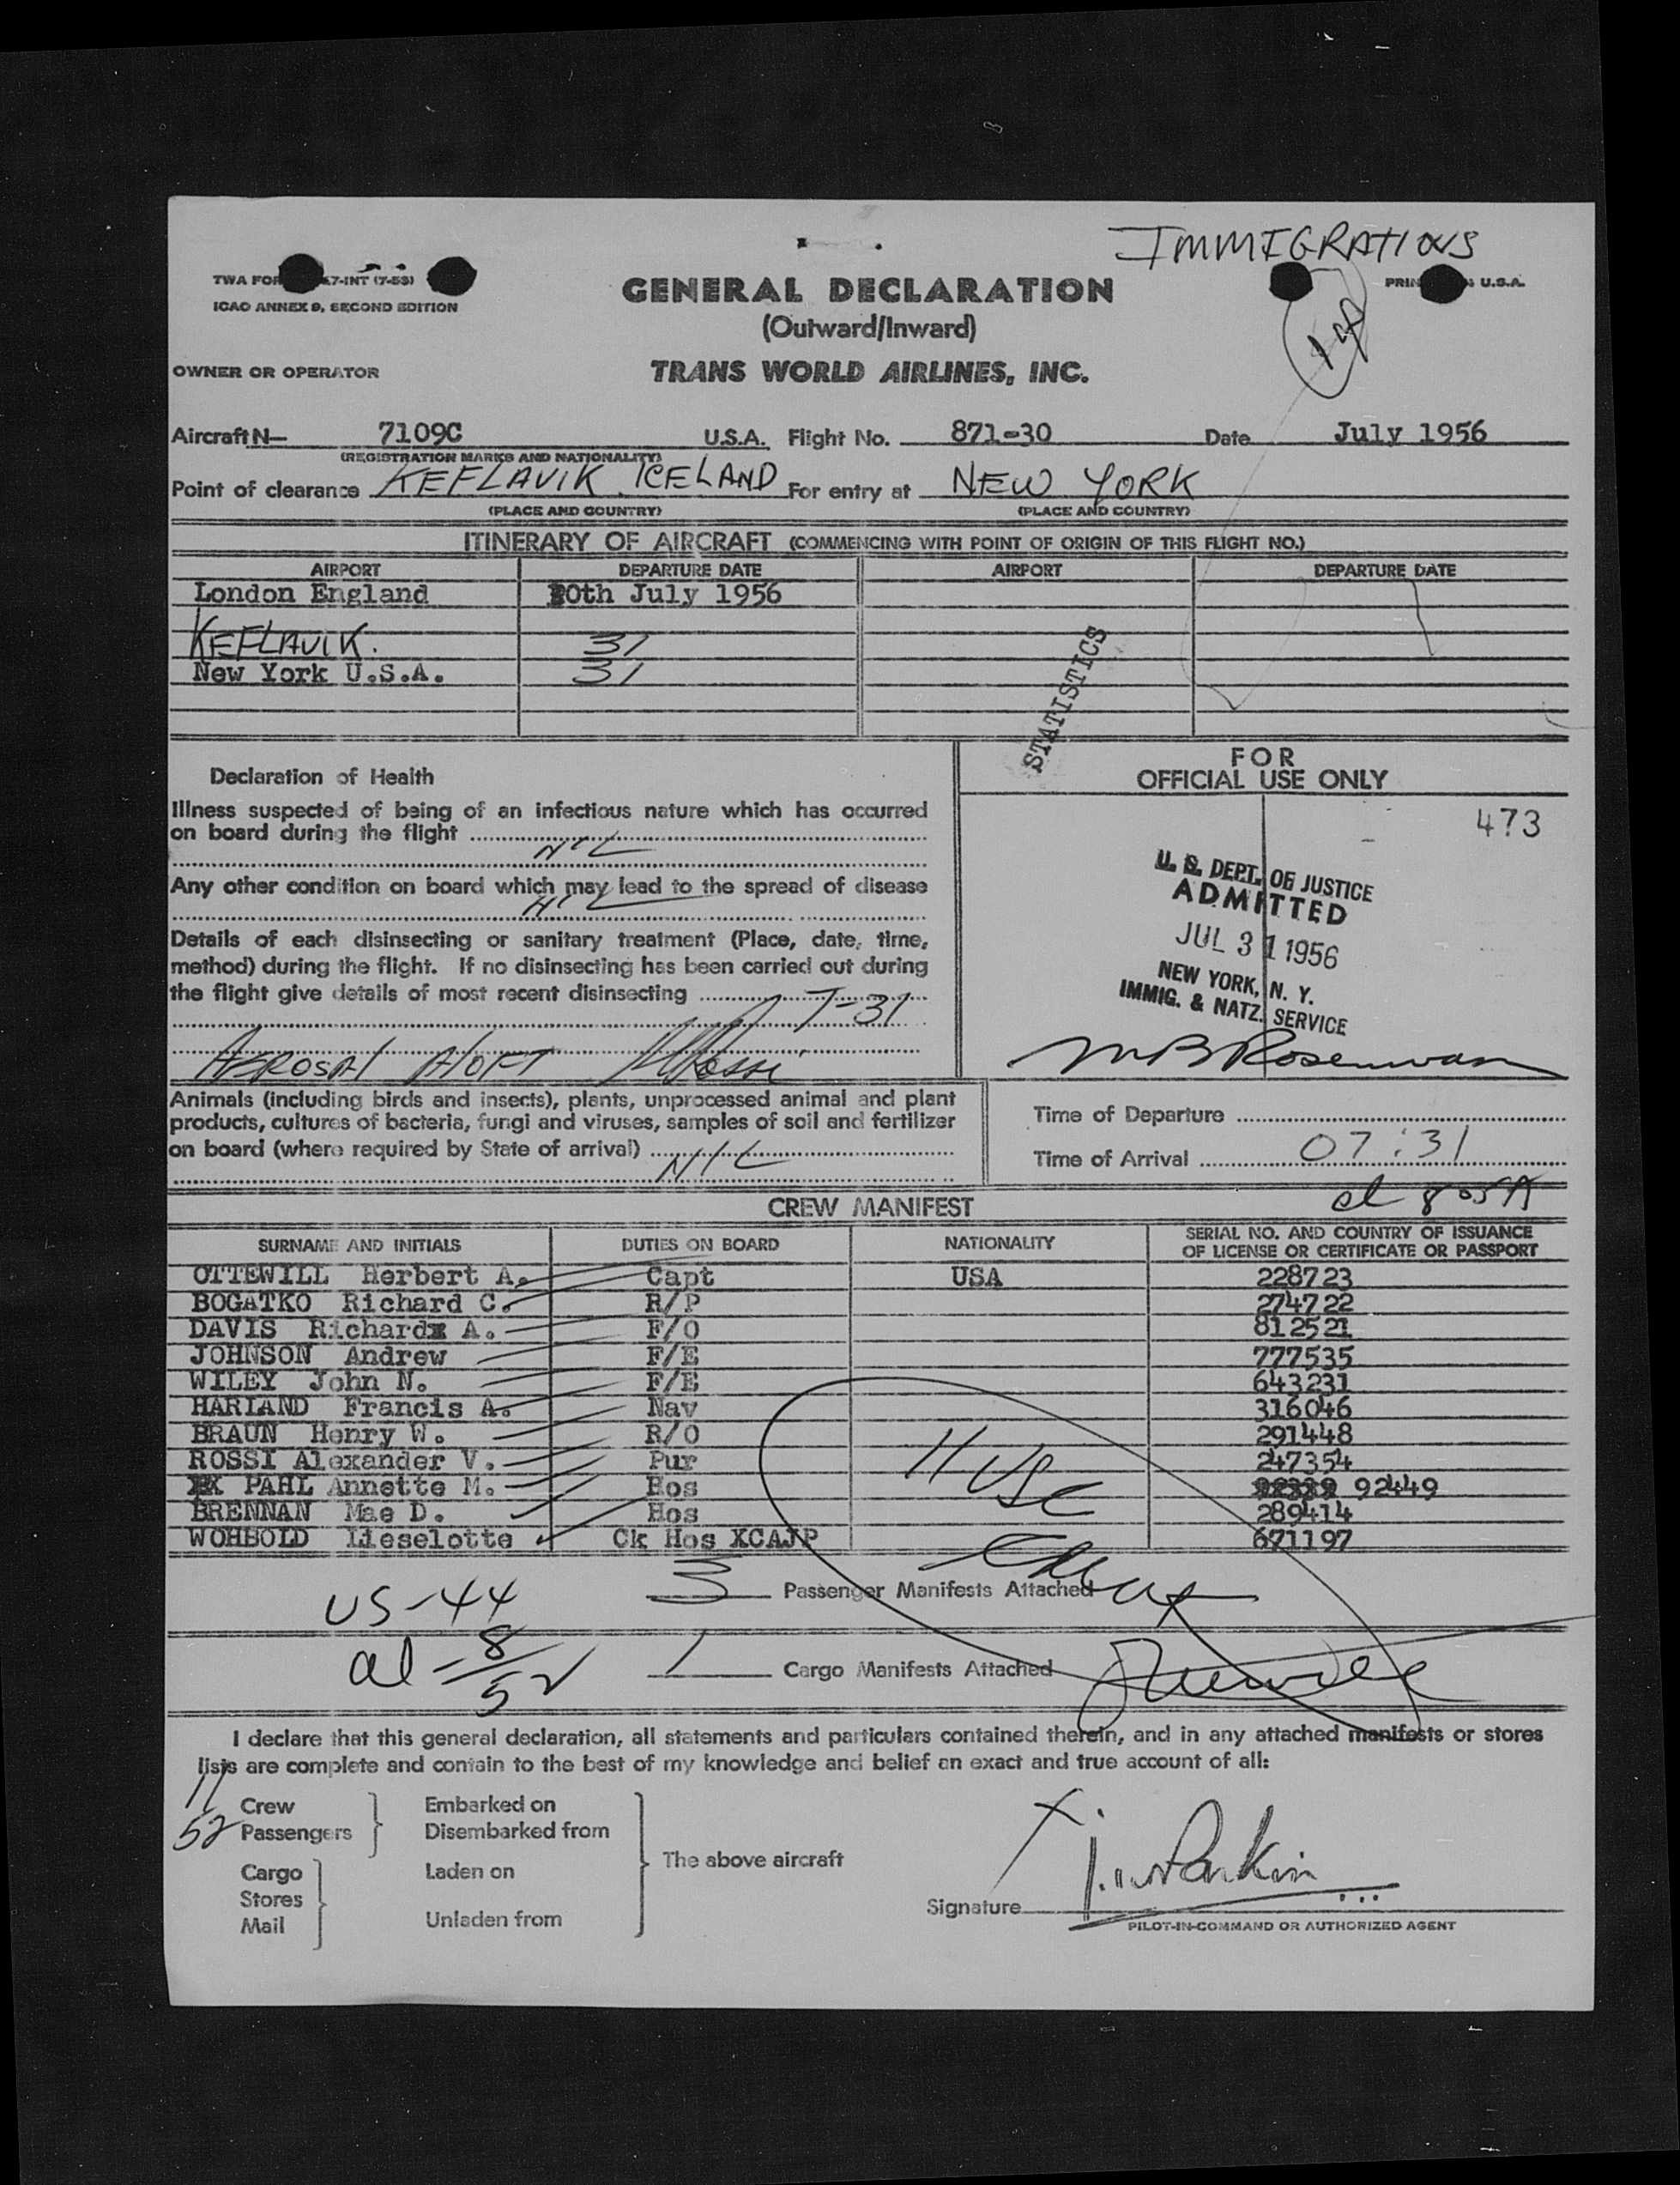 IMMIGRATIONS
TWA FOR 7-INT (7-53)
ICAO ANNEX 9, SECOND EDITION
PRIN U.S.A.
GENERAL DECLARATION
(Outward/Inward)
OWNER OR OPERATOR
TRANS WORLD AIRLINES, INC.
Aircraft N— 7109C U.S.A. Flight No. 871-30 Date July 1956
(REGISTRATION MARKS AND NATIONALITY)
Point of clearance KEFLAVIK ICELAND For entry at NEW YORK
(PLACE AND COUNTRY) (PLACE AND COUNTRY)
ITINERARY OF AIRCRAFT (COMMENCING WITH POINT OF ORIGIN OF THIS FLIGHT NO.)
AIRPORT DEPARTURE DATE AIRPORT DEPARTURE DATE
London England 30th July 1956
KEFLAVIK. 31
New York U.S.A. 31
STATISTICS
Declaration of Health
FOR
OFFICIAL USE ONLY
Illness suspected of being of an infectious nature which has occurred
on board during the flight NIL
473
Any other condition on board which may lead to the spread of disease
NIL
U. S. DEPT. OF JUSTICE
ADMITTED
JUL 31 1956
NEW YORK, N. Y.
IMMIG. & NATZ. SERVICE
Details of each disinsecting or sanitary treatment (Place, date, time,
method) during the flight. If no disinsecting has been carried out during
the flight give details of most recent disinsecting
7-31
AEROSAL ALOFT
Animals (including birds and insects), plants, unprocessed animal and plant
products, cultures of bacteria, fungi and viruses, samples of soil and fertilizer
on board (where required by State of arrival) NIL
Time of Departure
Time of Arrival 07:31
CREW MANIFEST
SURNAME AND INITIALS DUTIES ON BOARD NATIONALITY SERIAL NO. AND COUNTRY OF ISSUANCE
OF LICENSE OR CERTIFICATE OR PASSPORT
OTTEWILL Herbert A. Capt USA 228723
BOGATKO Richard C. R/P 274722
DAVIS Richard A. F/O 812521
JOHNSON Andrew F/E 777535
WILEY John N. F/E 643231
HARLAND Francis A. Nav 316046
BRAUN Henry W. R/O 291448
ROSSI Alexander V. Pur 247354
PAHL Annette M. Hos 92449
BRENNAN Mae D. Hos 289414
WOHBOLD Lieselotte Ck Hos XCAJP 671197
11 USC
US-44
3 Passenger Manifests Attached
al - 8
52
1 Cargo Manifests Attached
I declare that this general declaration, all statements and particulars contained therein, and in any attached manifests or stores
lists are complete and contain to the best of my knowledge and belief an exact and true account of all:
11 Crew Embarked on
52 Passengers Disembarked from
The above aircraft
Cargo Laden on
Stores
Mail Unladen from
Signature
PILOT-IN-COMMAND OR AUTHORIZED AGENT